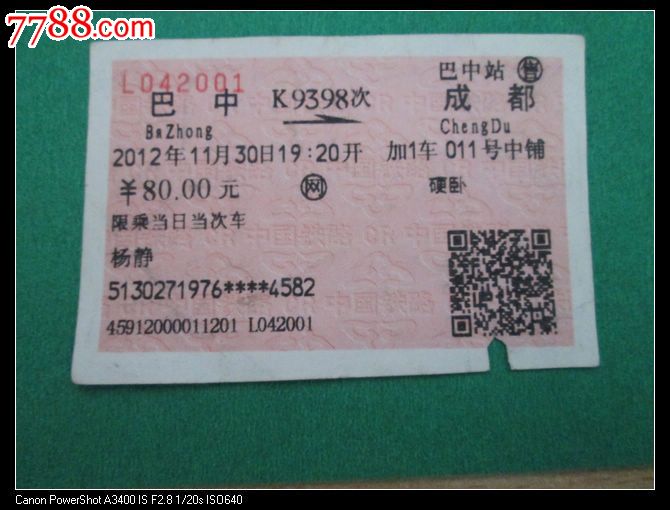 7788.com
L042001
巴中站 售
巴中 K9398次 成都
BaZhong ChengDu
2012年11月30日19:20开 加1车 011号中铺
￥80.00元 网 硬卧
限乘当日当次车
杨静
5130271976****4582
45912000011201 L042001
Canon PowerShot A3400 IS F2.8 1/20s ISO640